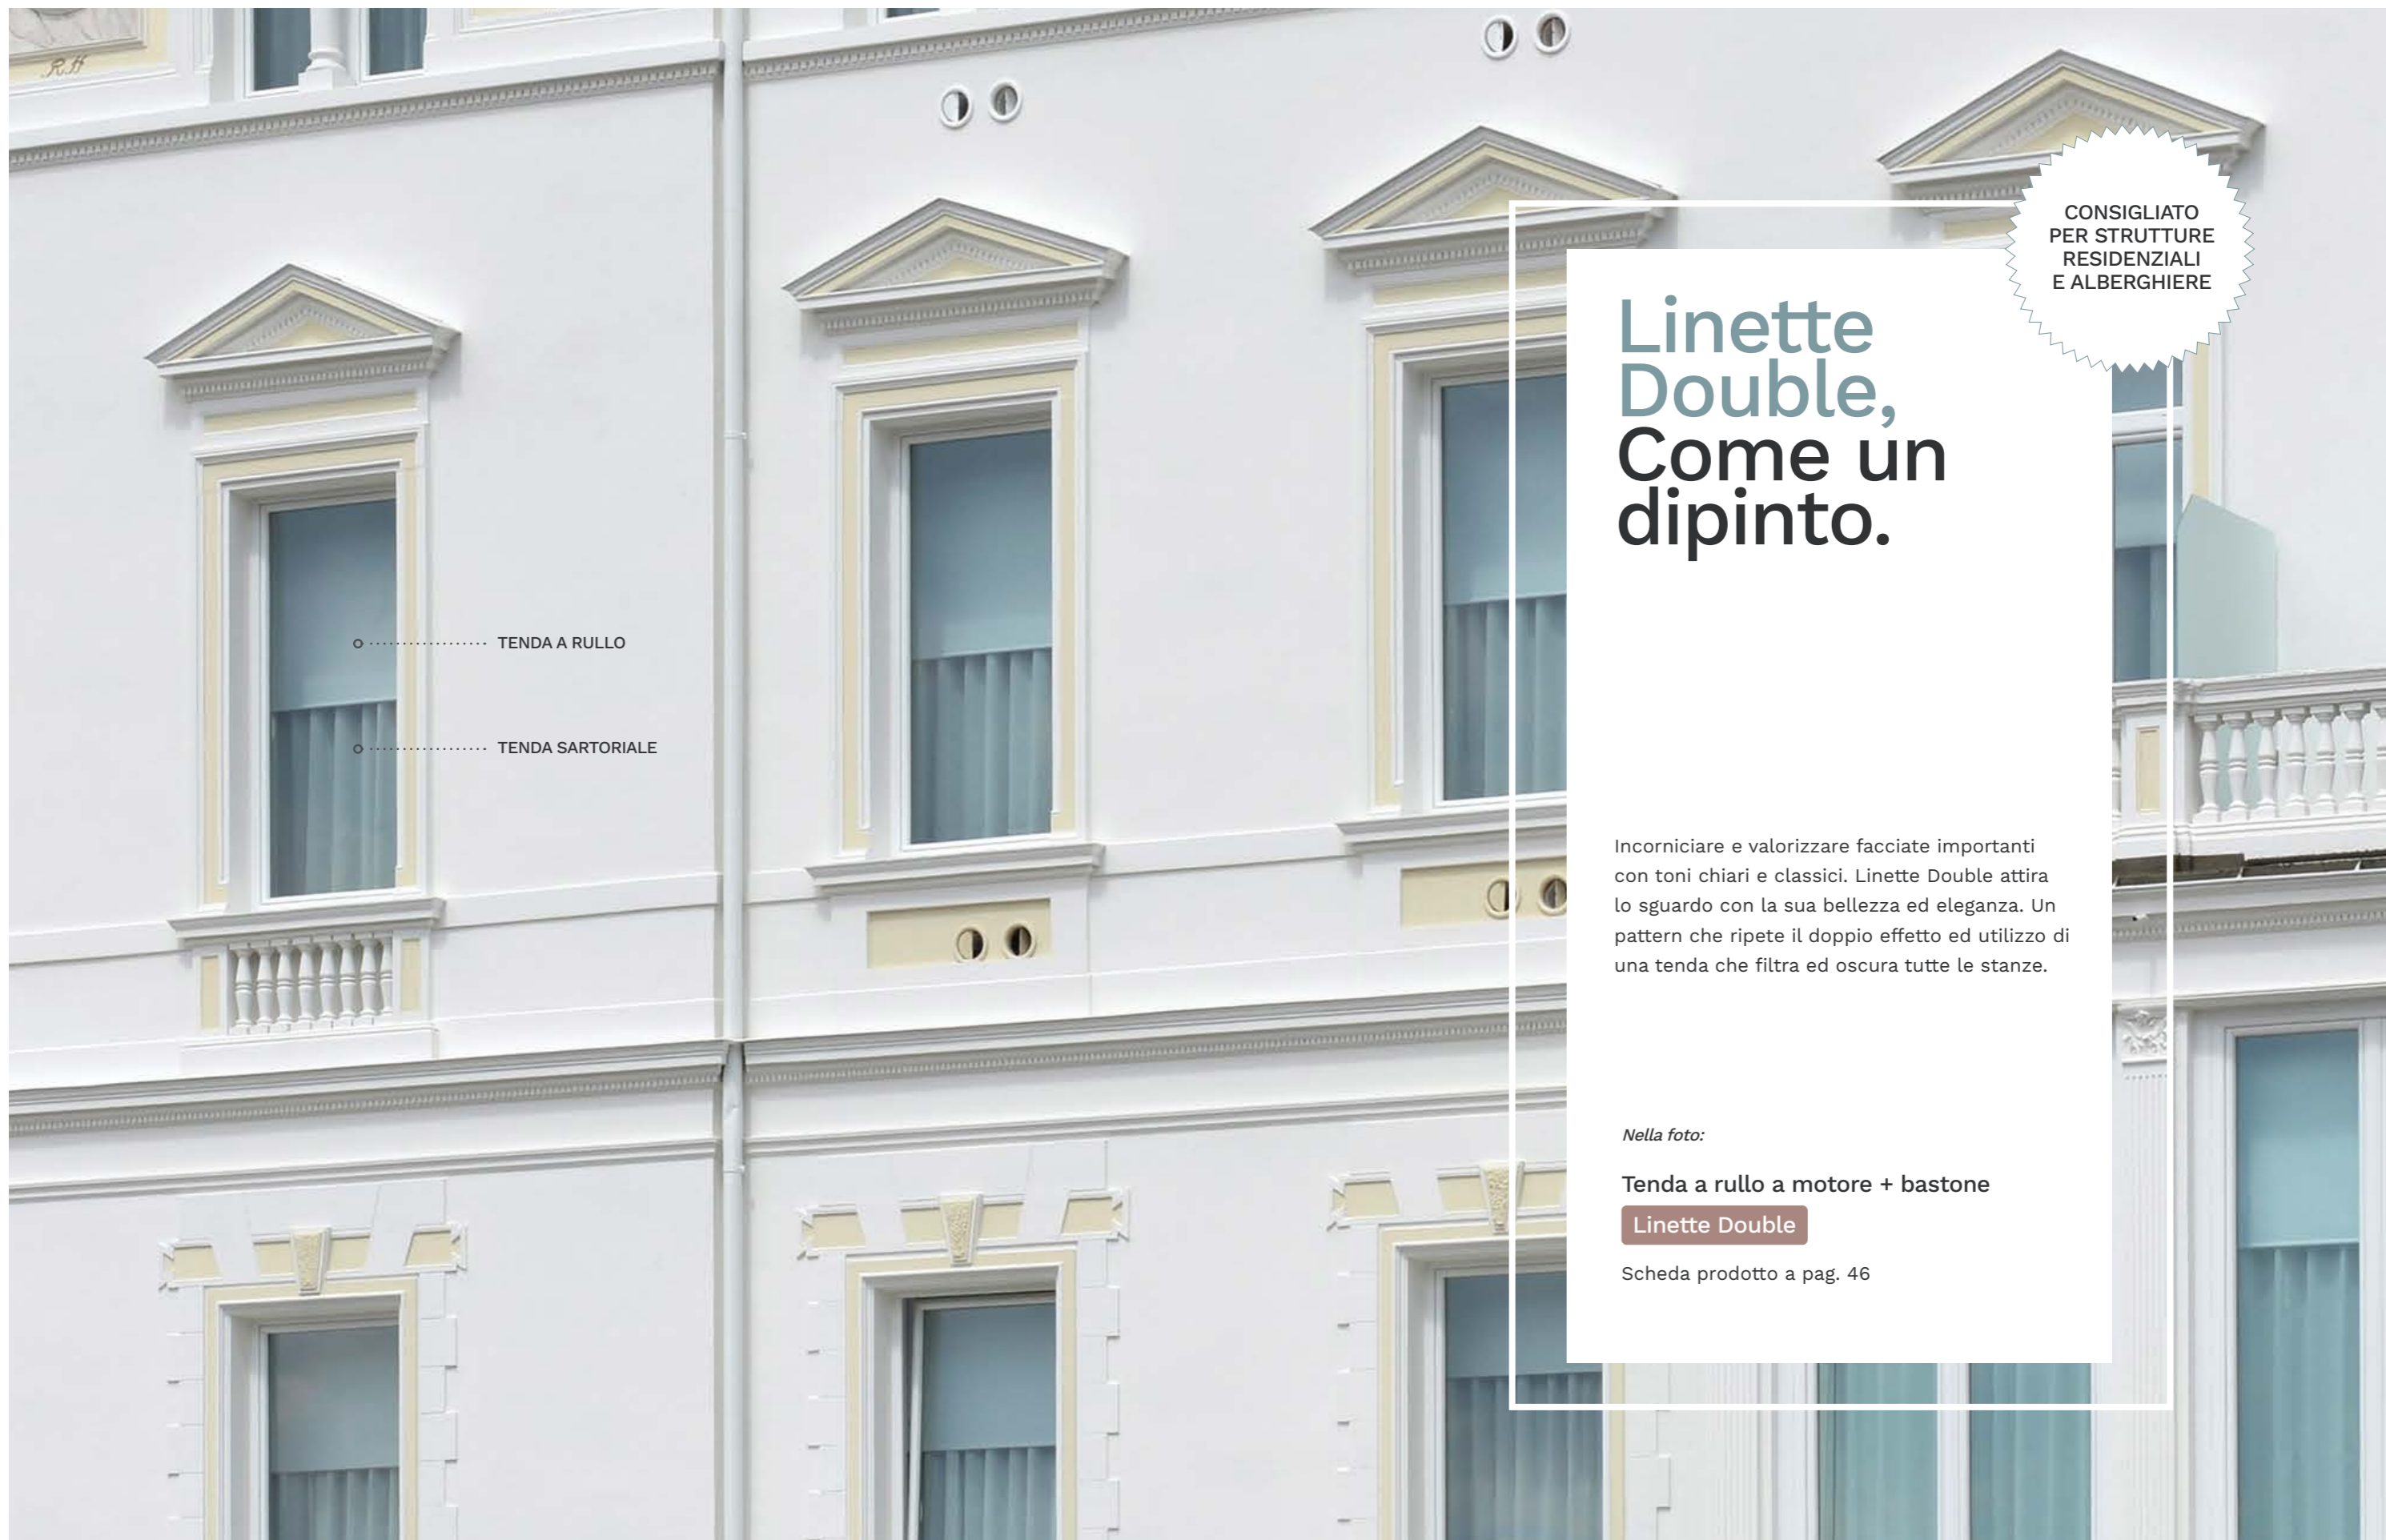 RH
CONSIGLIATO
PER STRUTTURE
RESIDENZIALI
E ALBERGHIERE
Linette
Double,
Come un
dipinto.
TENDA A RULLO
TENDA SARTORIALE
Incorniciare e valorizzare facciate importanti
con toni chiari e classici. Linette Double attira
lo sguardo con la sua bellezza ed eleganza. Un
pattern che ripete il doppio effetto ed utilizzo di
una tenda che filtra ed oscura tutte le stanze.
Nella foto:
Tenda a rullo a motore + bastone
Linette Double
Scheda prodotto a pag. 46